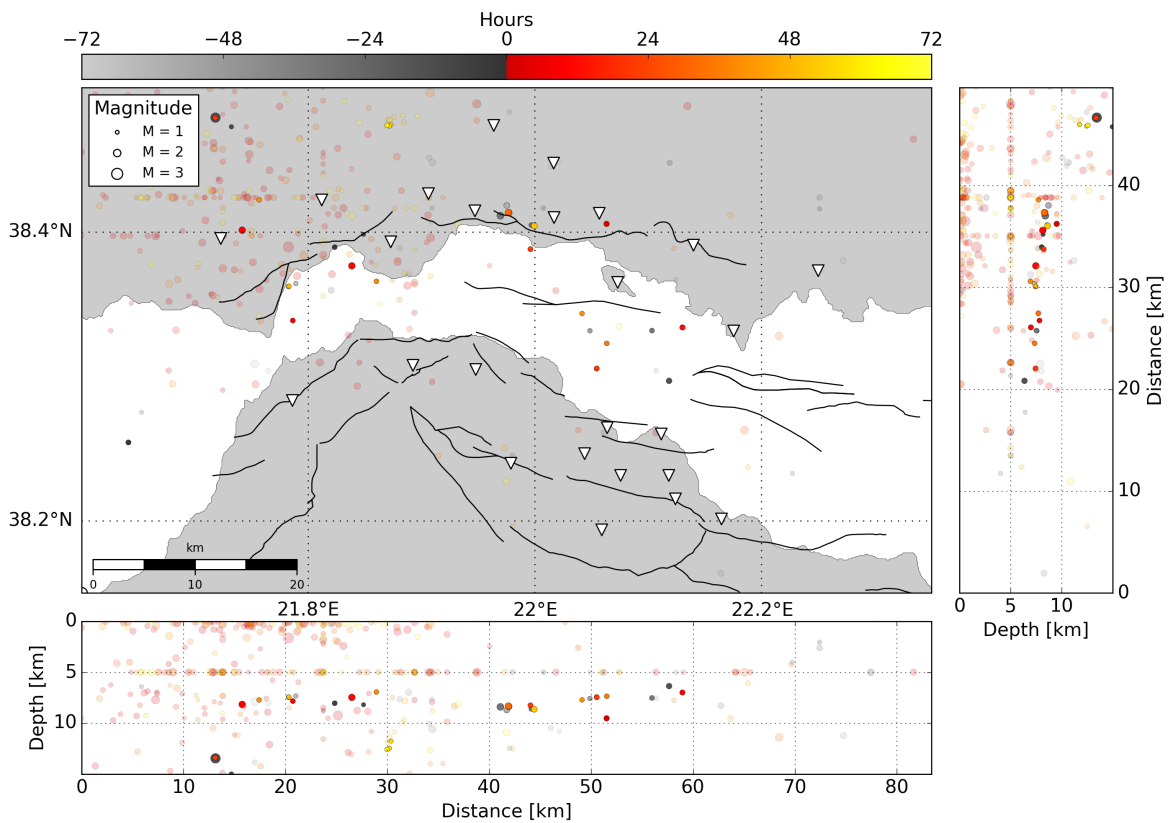 Hours
−72 −48 −24 0 24 48 72
Magnitude
M = 1
M = 2
M = 3
38.4°N
38.2°N
km
0 10 20
21.8°E 22°E 22.2°E
40
30
20
10
0
Distance [km]
0 5 10
Depth [km]
0
5
10
Depth [km]
0 10 20 30 40 50 60 70 80
Distance [km]